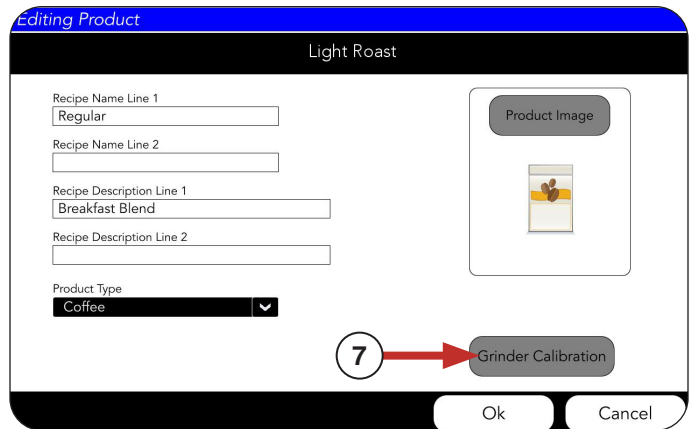 Editing Product
Light Roast
Recipe Name Line 1
Regular
Recipe Name Line 2
Recipe Description Line 1
Breakfast Blend
Recipe Description Line 2
Product Type
Coffee
Product Image
7
Grinder Calibration
Ok
Cancel